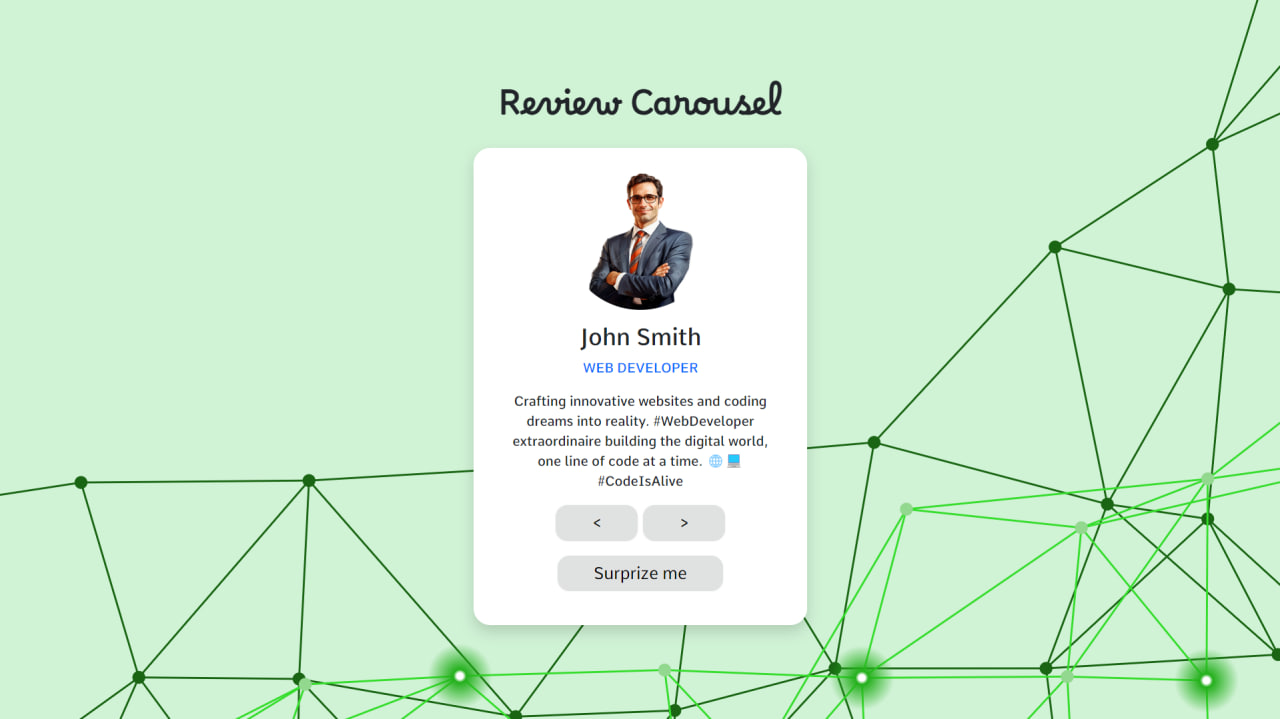 Review Carousel
John Smith
WEB DEVELOPER
Crafting innovative websites and coding
dreams into reality. #WebDeveloper
extraordinaire building the digital world,
one line of code at a time. 🌐 💻
#CodeIsAlive
< >
Surprize me